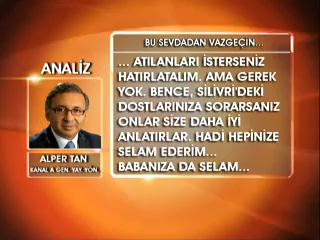 BU SEVDADAN VAZGEÇİN...
ANALİZ
... ATILANLARI İSTERSENİZ
HATIRLATALIM. AMA GEREK
YOK. BENCE, SİLİVRİ'DEKİ
DOSTLARINIZA SORARSANIZ
ONLAR SİZE DAHA İYİ
ANLATIRLAR. HADİ HEPİNİZE
SELAM EDERİM...
BABANIZA DA SELAM...
ALPER TAN
KANAL A GEN. YAY. YÖN.